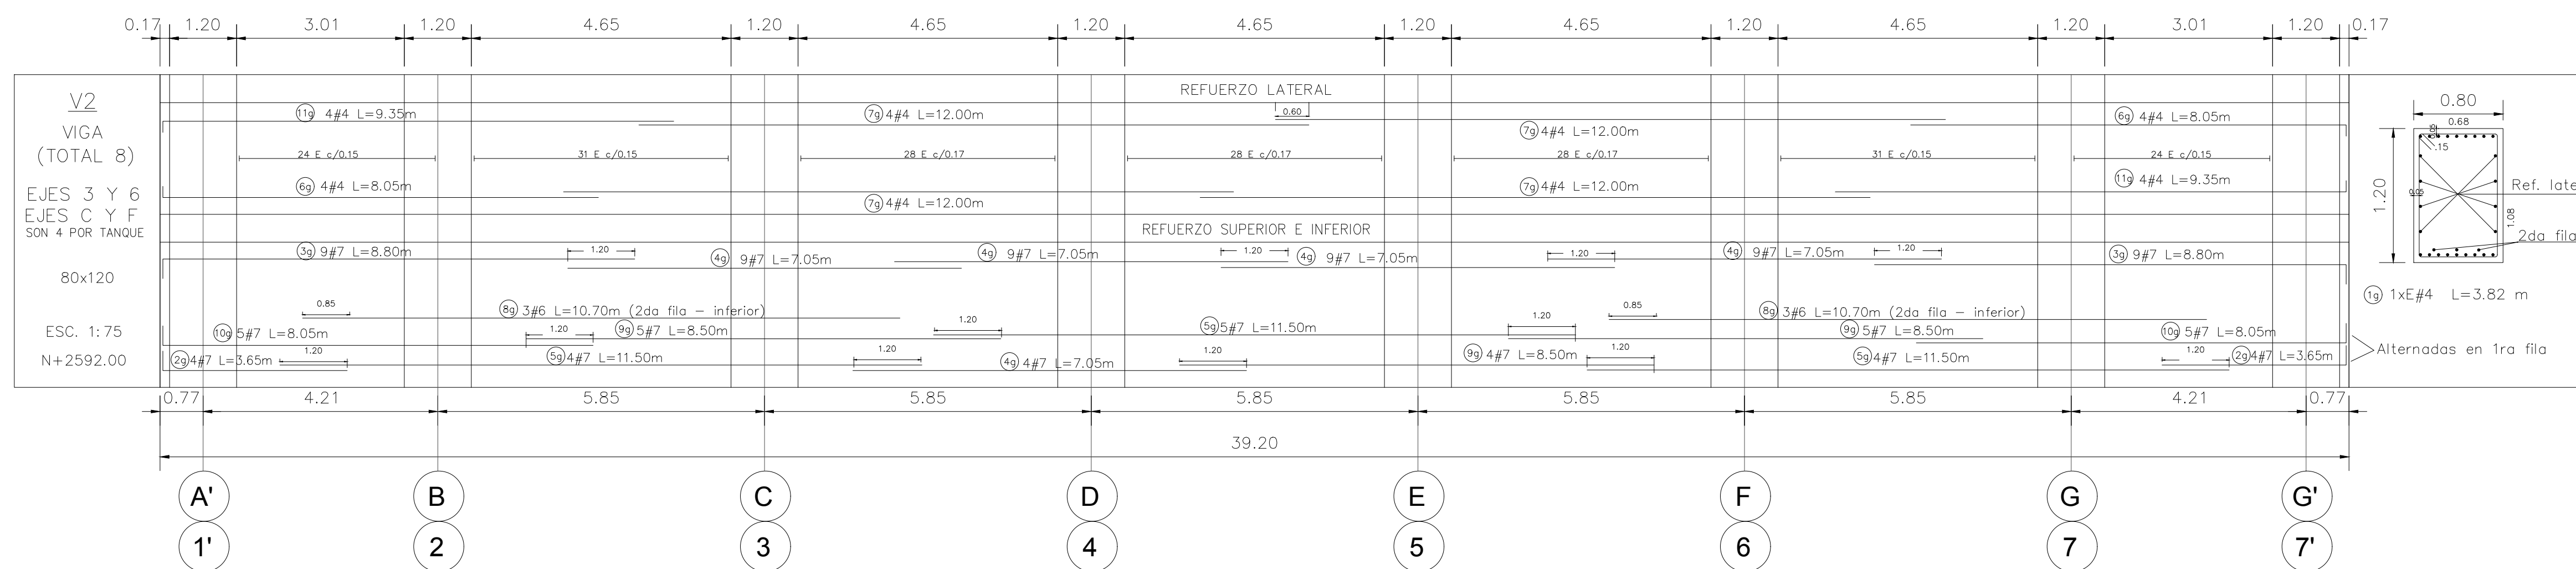 0.17 1.20 3.01 1.20 4.65 1.20 4.65 1.20 4.65 1.20 4.65 1.20 4.65 1.20 3.01 1.20 0.17
V2
VIGA
(TOTAL 8)
EJES 3 Y 6
EJES C Y F
SON 4 POR TANQUE
80x120
ESC. 1:75
N+2592.00
REFUERZO LATERAL
11g 4#4 L=9.35m
7g 4#4 L=12.00m
0.60
7g 4#4 L=12.00m
6g 4#4 L=8.05m
24 E c/0.15
31 E c/0.15
28 E c/0.17
28 E c/0.17
28 E c/0.17
31 E c/0.15
24 E c/0.15
6g 4#4 L=8.05m
7g 4#4 L=12.00m
7g 4#4 L=12.00m
11g 4#4 L=9.35m
REFUERZO SUPERIOR E INFERIOR
3g 9#7 L=8.80m
1.20
4g 9#7 L=7.05m
4g 9#7 L=7.05m
1.20
4g 9#7 L=7.05m
1.20
4g 9#7 L=7.05m
1.20
3g 9#7 L=8.80m
0.85
8g 3#6 L=10.70m (2da fila – inferior)
0.85
8g 3#6 L=10.70m (2da fila – inferior)
10g 5#7 L=8.05m
1.20
9g 5#7 L=8.50m
1.20
5g 5#7 L=11.50m
1.20
9g 5#7 L=8.50m
10g 5#7 L=8.05m
2g 4#7 L=3.65m
1.20
5g 4#7 L=11.50m
1.20
4g 4#7 L=7.05m
1.20
9g 4#7 L=8.50m
1.20
5g 4#7 L=11.50m
1.20
2g 4#7 L=3.65m
0.80
0.68
0.05
.15
1.20
0.05
1.08
Ref. late
2da fila
1g 1xE#4 L=3.82 m
Alternadas en 1ra fila
0.77 4.21 5.85 5.85 5.85 5.85 5.85 4.21 0.77
39.20
A' B C D E F G G'
1' 2 3 4 5 6 7 7'